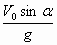 V₀ sin α
g